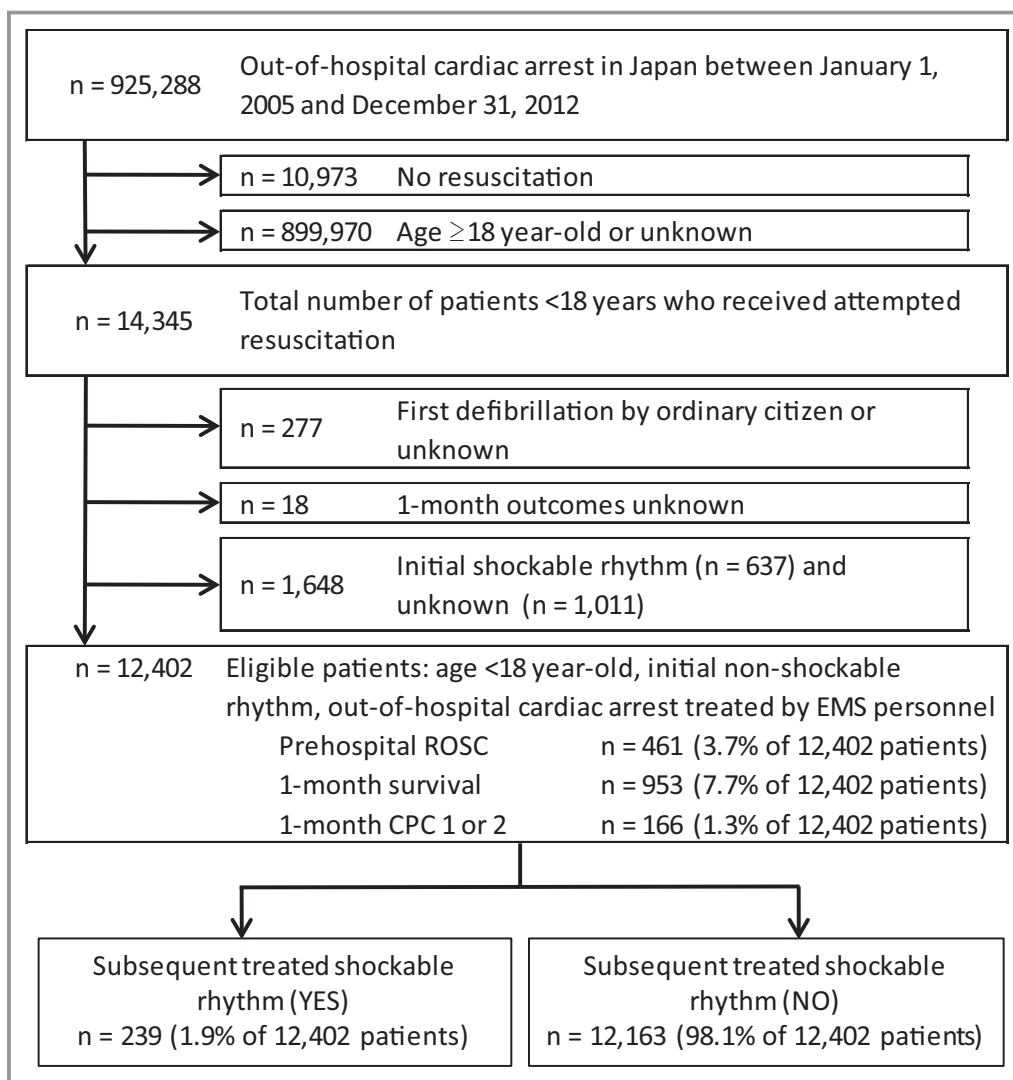 n = 925,288 Out-of-hospital cardiac arrest in Japan between January 1,
2005 and December 31, 2012
n = 10,973 No resuscitation
n = 899,970 Age ≥18 year-old or unknown
n = 14,345 Total number of patients <18 years who received attempted
resuscitation
n = 277 First defibrillation by ordinary citizen or
unknown
n = 18 1-month outcomes unknown
n = 1,648 Initial shockable rhythm (n = 637) and
unknown (n = 1,011)
n = 12,402 Eligible patients: age <18 year-old, initial non-shockable
rhythm, out-of-hospital cardiac arrest treated by EMS personnel
Prehospital ROSC n = 461 (3.7% of 12,402 patients)
1-month survival n = 953 (7.7% of 12,402 patients)
1-month CPC 1 or 2 n = 166 (1.3% of 12,402 patients)
Subsequent treated shockable
rhythm (YES)
n = 239 (1.9% of 12,402 patients)
Subsequent treated shockable
rhythm (NO)
n = 12,163 (98.1% of 12,402 patients)